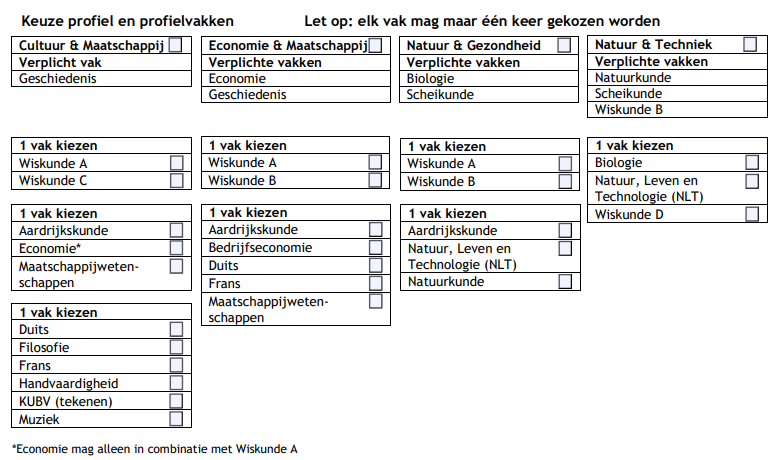 Keuze profiel en profielvakken
Let op: elk vak mag maar één keer gekozen worden
Cultuur & Maatschappij
Verplicht vak
Geschiedenis
1 vak kiezen
Wiskunde A
Wiskunde C
1 vak kiezen
Aardrijkskunde
Economie*
Maatschappijweten-
schappen
1 vak kiezen
Duits
Filosofie
Frans
Handvaardigheid
KUBV (tekenen)
Muziek
Economie & Maatschappij
Verplichte vakken
Economie
Geschiedenis
1 vak kiezen
Wiskunde A
Wiskunde B
1 vak kiezen
Aardrijkskunde
Bedrijfseconomie
Duits
Frans
Maatschappijweten-
schappen
Natuur & Gezondheid
Verplichte vakken
Biologie
Scheikunde
1 vak kiezen
Wiskunde A
Wiskunde B
1 vak kiezen
Aardrijkskunde
Natuur, Leven en
Technologie (NLT)
Natuurkunde
Natuur & Techniek
Verplichte vakken
Natuurkunde
Scheikunde
Wiskunde B
1 vak kiezen
Biologie
Natuur, Leven en
Technologie (NLT)
Wiskunde D
*Economie mag alleen in combinatie met Wiskunde A